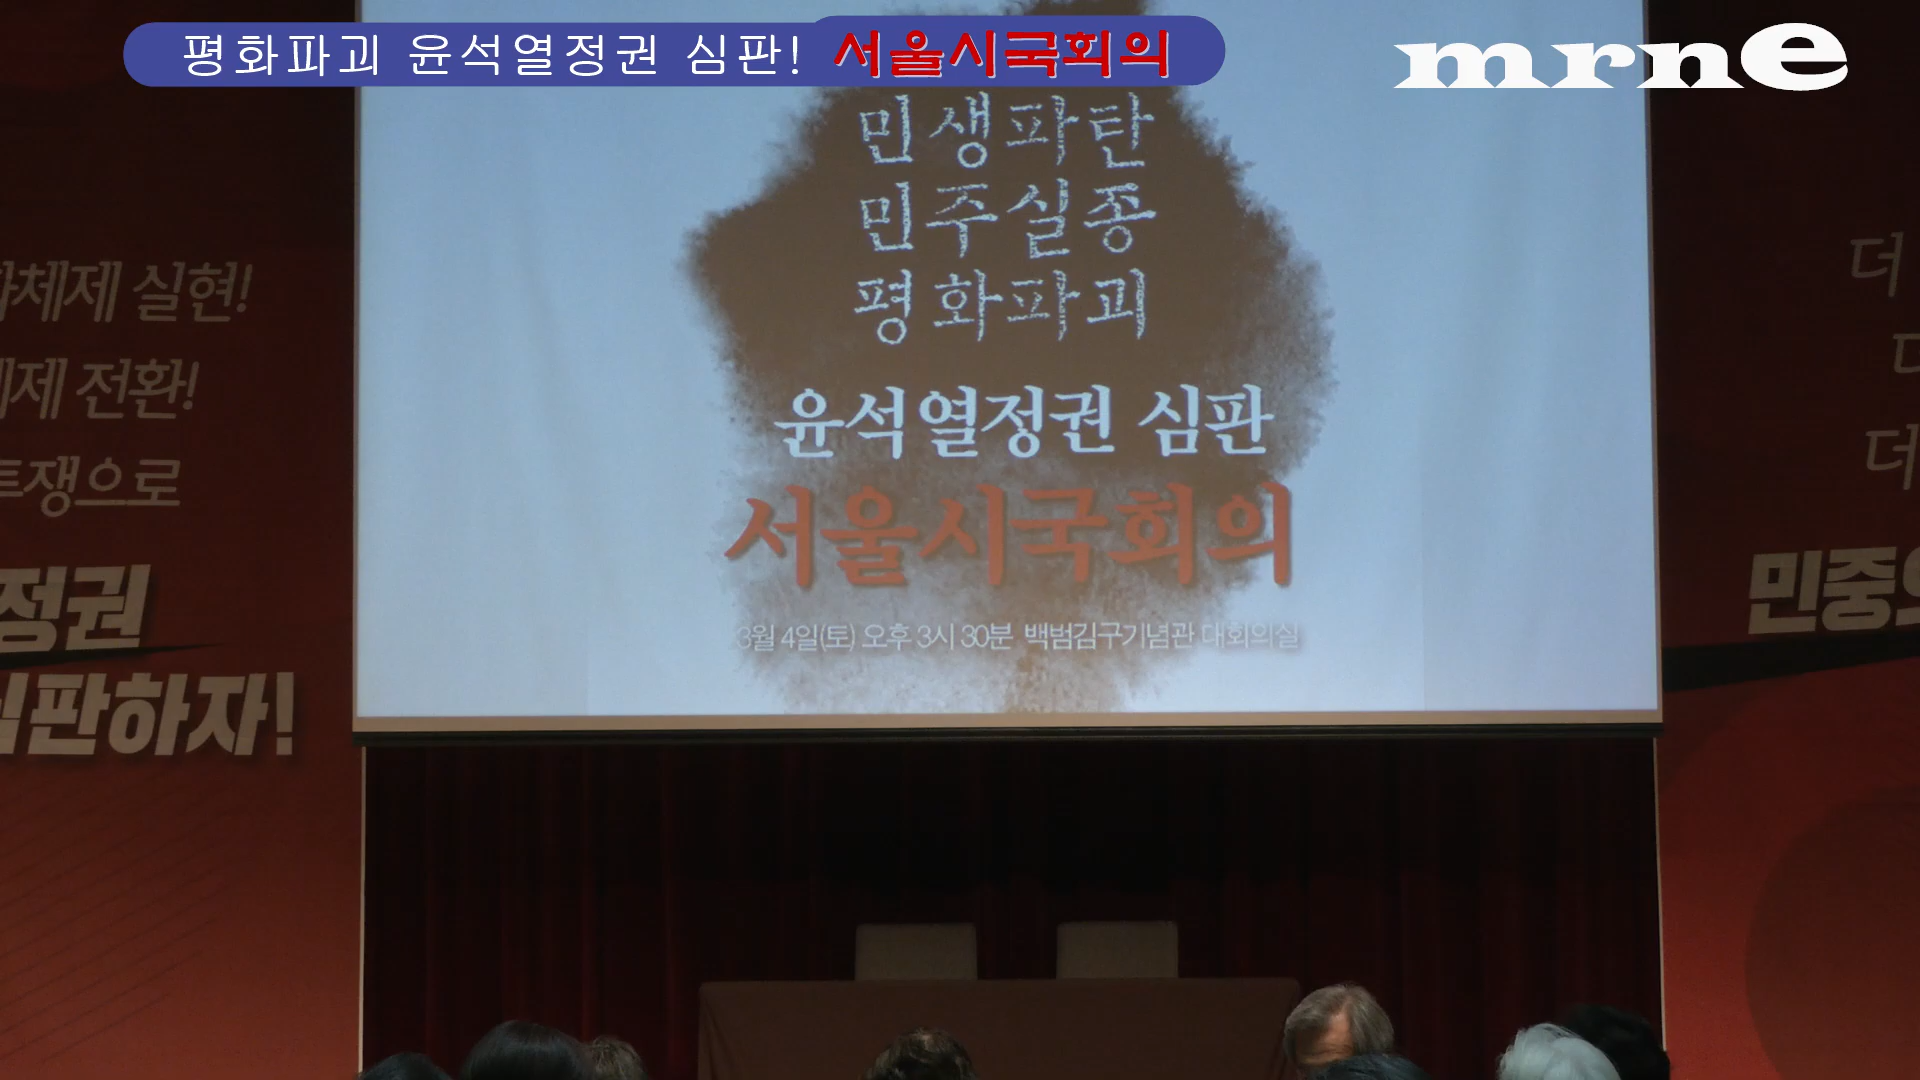 평화파괴 윤석열정권 심판! 서울시국회의
mrne
민생파탄
민주실종
평화파괴
윤석열정권 심판
서울시국회의
3월 4일(토) 오후 3시 30분 백범김구기념관 대회의실
체제 실현!
제 전환!
투쟁으로
정권
심판하자!
더
더
민중의